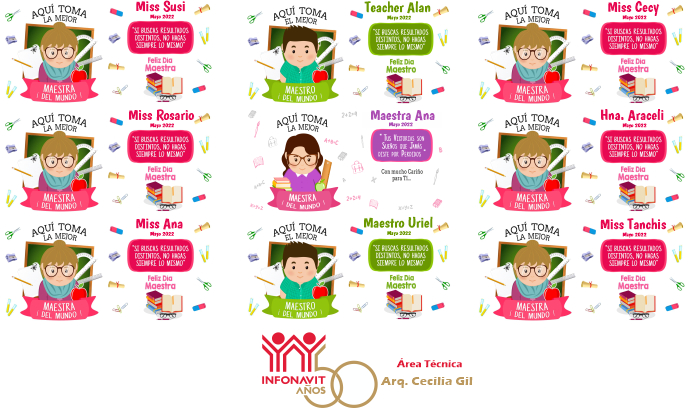 AQUÍ TOMA
LA MEJOR
MAESTRA
DEL MUNDO
Miss Susi
Mayo 2022
"SI BUSCAS RESULTADOS
DISTINTOS, NO HAGAS
SIEMPRE LO MISMO"
Feliz Dia
Maestra
AQUÍ TOMA
EL MEJOR
MAESTRO
DEL MUNDO
Teacher Alan
Mayo 2022
"SI BUSCAS RESULTADOS
DISTINTOS, NO HAGAS
SIEMPRE LO MISMO"
Feliz Dia
Maestro
AQUÍ TOMA
LA MEJOR
MAESTRA
DEL MUNDO
Miss Cecy
Mayo 2022
"SI BUSCAS RESULTADOS
DISTINTOS, NO HAGAS
SIEMPRE LO MISMO"
Feliz Dia
Maestra
AQUÍ TOMA
LA MEJOR
MAESTRA
DEL MUNDO
Miss Rosario
Mayo 2022
"SI BUSCAS RESULTADOS
DISTINTOS, NO HAGAS
SIEMPRE LO MISMO"
Feliz Dia
Maestra
AQUÍ TOMA
LA MEJOR
MAESTRA
DEL MUNDO
Maestra Ana
Mayo 2022
"Tus Historias son
Sueños que Jamás
deste por Perdidos"
Con mucho Cariño
para Ti...
AQUÍ TOMA
LA MEJOR
MAESTRA
DEL MUNDO
Hna. Araceli
Mayo 2022
"SI BUSCAS RESULTADOS
DISTINTOS, NO HAGAS
SIEMPRE LO MISMO"
Feliz Dia
Maestra
AQUÍ TOMA
LA MEJOR
MAESTRA
DEL MUNDO
Miss Ana
Mayo 2022
"SI BUSCAS RESULTADOS
DISTINTOS, NO HAGAS
SIEMPRE LO MISMO"
Feliz Dia
Maestra
AQUÍ TOMA
EL MEJOR
MAESTRO
DEL MUNDO
Maestro Uriel
Mayo 2022
"SI BUSCAS RESULTADOS
DISTINTOS, NO HAGAS
SIEMPRE LO MISMO"
Feliz Dia
Maestro
AQUÍ TOMA
LA MEJOR
MAESTRA
DEL MUNDO
Miss Tanchis
Mayo 2022
"SI BUSCAS RESULTADOS
DISTINTOS, NO HAGAS
SIEMPRE LO MISMO"
Feliz Dia
Maestra
INFONAVIT
50
AÑOS
Área Técnica
Arq. Cecilia Gil